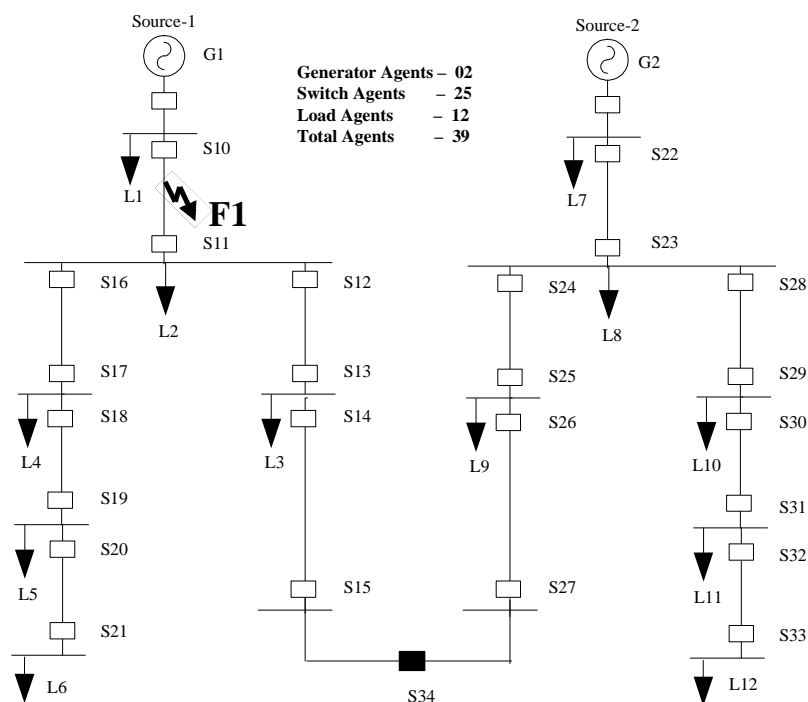 Source-1
G1
Source-2
G2
Generator Agents – 02
Switch Agents – 25
Load Agents – 12
Total Agents – 39
S10
L1
F1
S11
S22
L7
S23
S16
L2
S12
S24
L8
S28
S17
S13
S25
S29
S18
S14
S26
S30
L4
L3
L9
L10
S19
S31
S20
S32
L5
S15
S27
L11
S21
S33
L6
S34
L12